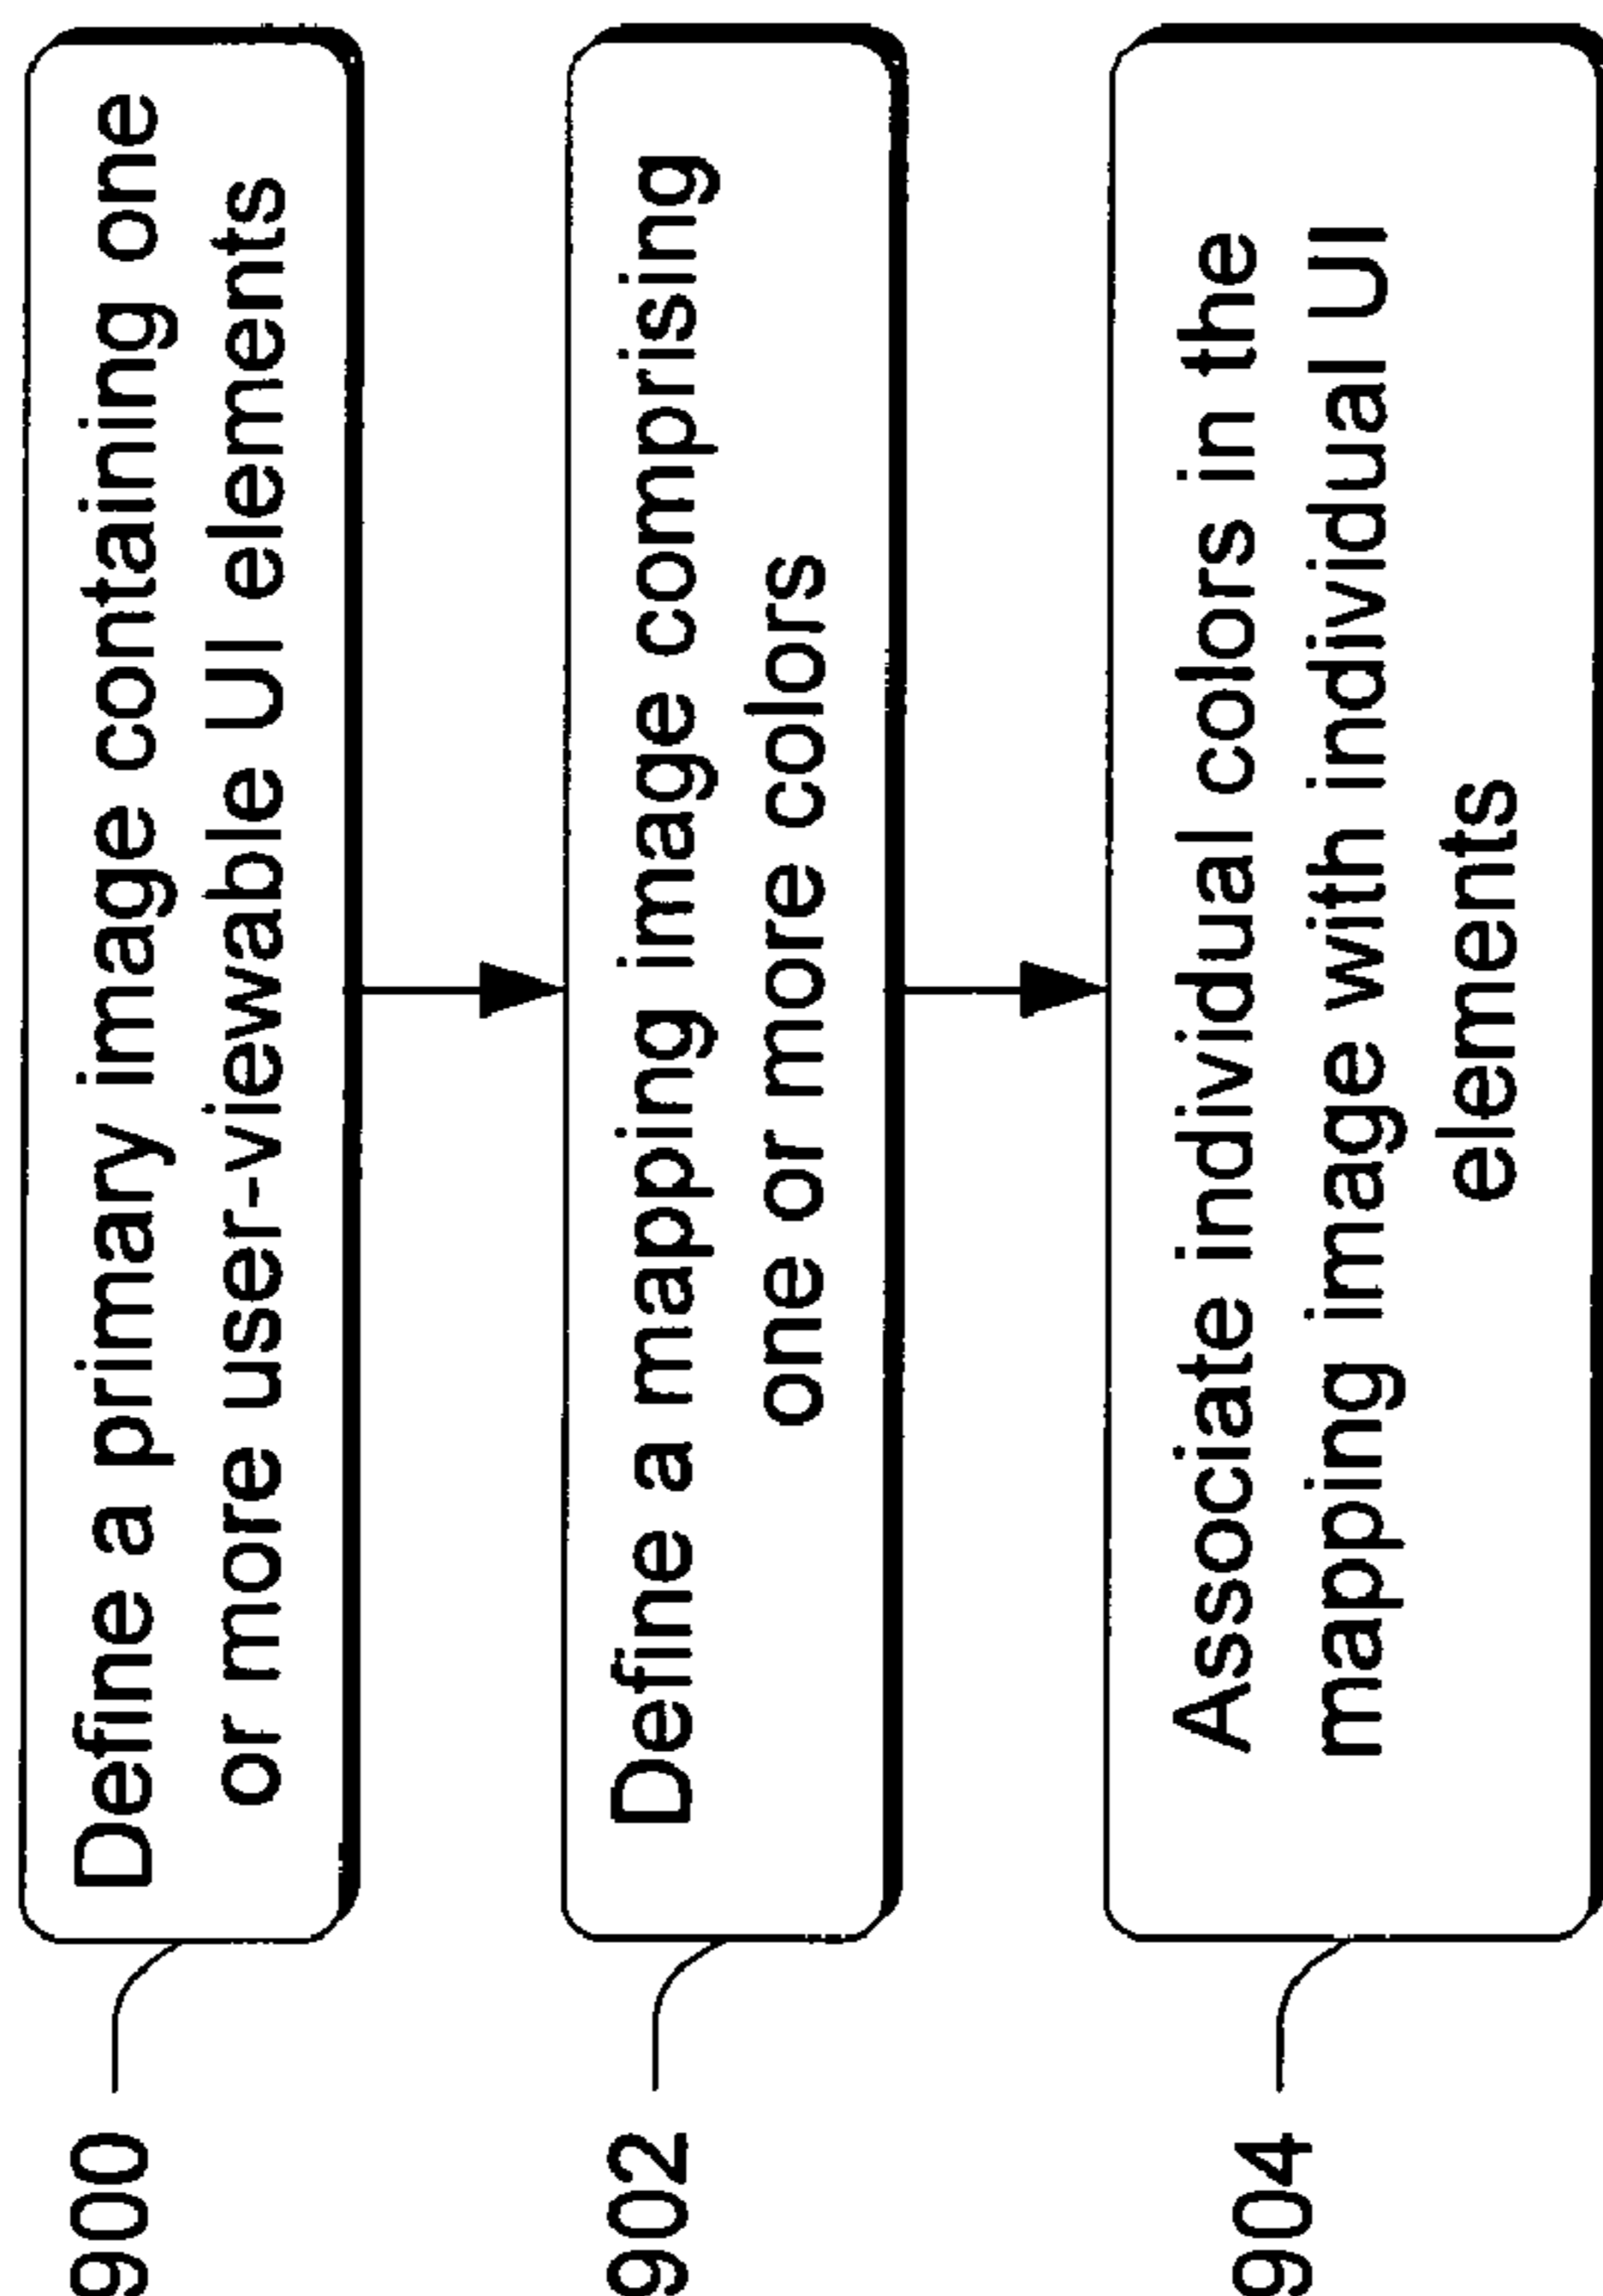 900
Define a primary image containing one
or more user-viewable UI elements
902
Define a mapping image comprising
one or more colors
904
Associate individual colors in the
mapping image with individual UI
elements